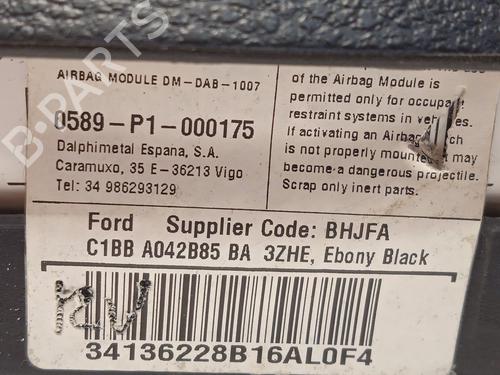 AIRBAG MODULE DM-DAB-1007
0589-P1-000175
Dalphimetal Espana, S.A.
Caramuxo, 35 E-36213 Vigo
Tel: 34 986293129
of the Airbag Module is
permitted only for occupant
restraint systems in vehicles.
If activating an Airbag
is not properly mounted it may
become a dangerous projectile.
Scrap only inert parts.
Ford Supplier Code: BHJFA
C1BB A042B85 BA 3ZHE, Ebony Black
34136228B16AL0F4
B-PARTS